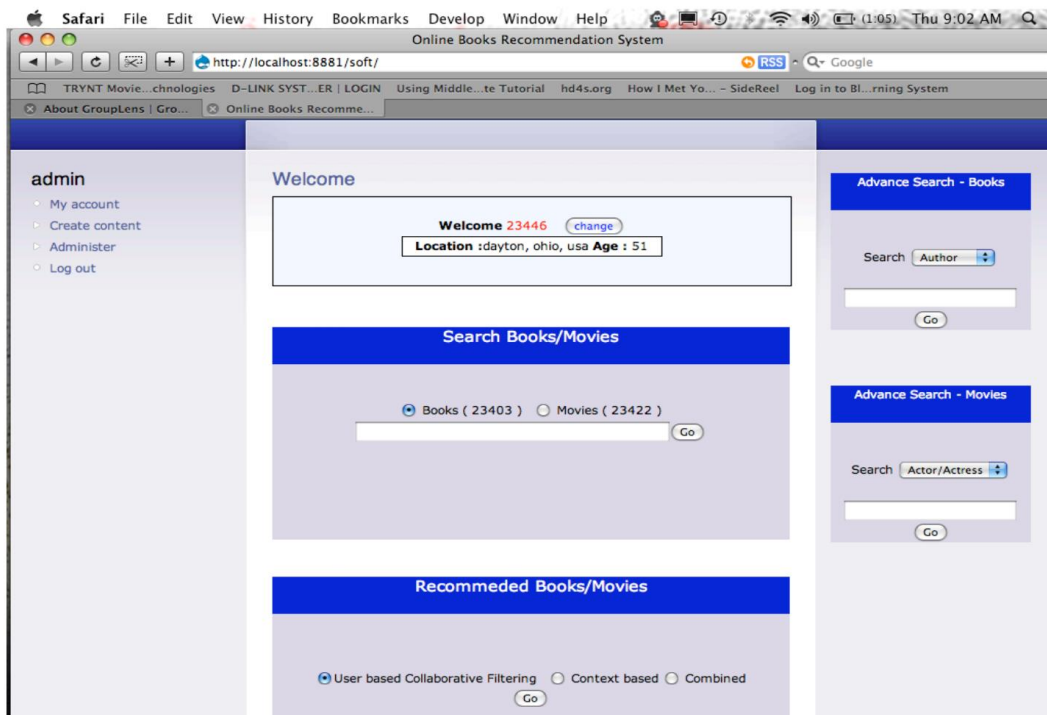 Safari File Edit View History Bookmarks Develop Window Help (1:05) Thu 9:02 AM
Online Books Recommendation System
http://localhost:8881/soft/ RSS Google
TRYNT Movie...chnologies D-LINK SYST...ER | LOGIN Using Middle...te Tutorial hd4s.org How I Met Yo... – SideReel Log in to Bl...rning System
About GroupLens | Gro... Online Books Recomme...
admin
My account
Create content
Administer
Log out
Welcome
Welcome 23446 change
Location :dayton, ohio, usa Age : 51
Search Books/Movies
Books ( 23403 ) Movies ( 23422 )
Go
Recommeded Books/Movies
User based Collaborative Filtering Context based Combined
Go
Advance Search - Books
Search Author
Go
Advance Search - Movies
Search Actor/Actress
Go